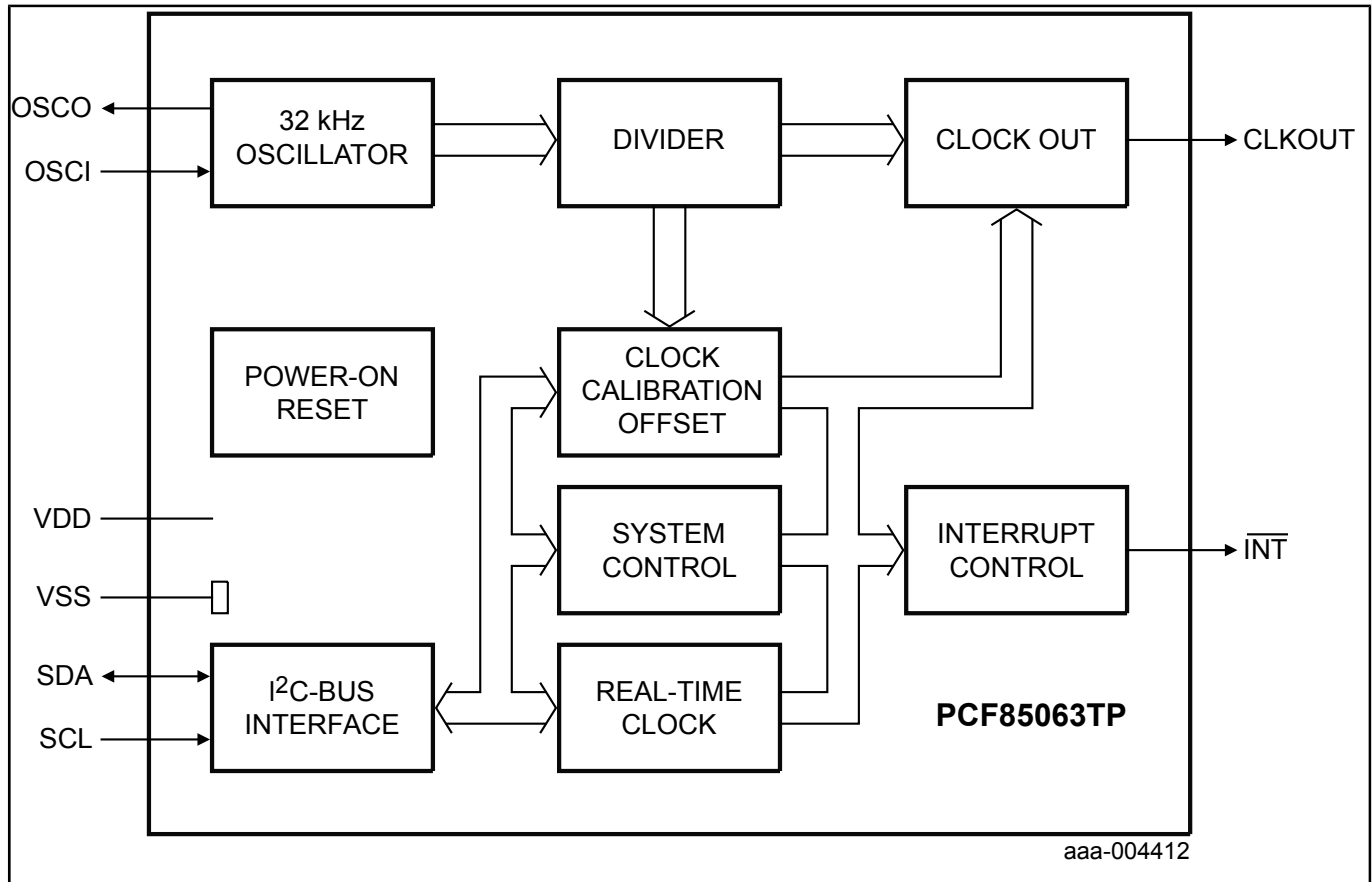 OSCO
OSCI
32 kHz
OSCILLATOR
DIVIDER
CLOCK OUT
CLKOUT
POWER-ON
RESET
CLOCK
CALIBRATION
OFFSET
VDD
VSS
SYSTEM
CONTROL
INTERRUPT
CONTROL
INT
SDA
SCL
I²C-BUS
INTERFACE
REAL-TIME
CLOCK
PCF85063TP
aaa-004412